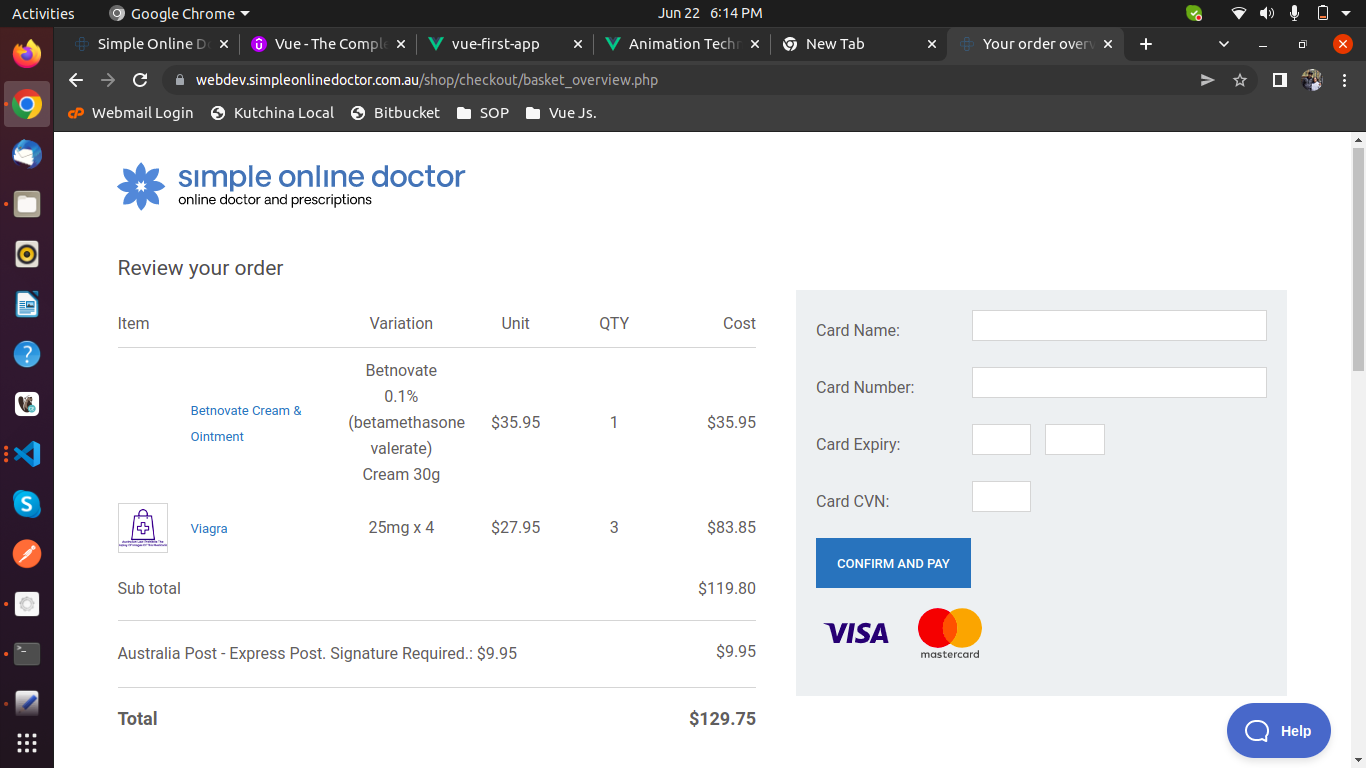 Activities Google Chrome Jun 22 6:14 PM
Simple Online D Vue - The Comple vue-first-app Animation Techn New Tab Your order over
webdev.simpleonlinedoctor.com.au/shop/checkout/basket_overview.php
Webmail Login Kutchina Local Bitbucket SOP Vue Js.
simple online doctor
online doctor and prescriptions
Review your order
Item Variation Unit QTY Cost
Betnovate Cream & Ointment Betnovate 0.1% (betamethasone valerate) Cream 30g $35.95 1 $35.95
Viagra 25mg x 4 $27.95 3 $83.85
Sub total $119.80
Australia Post - Express Post. Signature Required.: $9.95 $9.95
Total $129.75
Card Name:
Card Number:
Card Expiry:
Card CVN:
CONFIRM AND PAY
VISA mastercard
Help